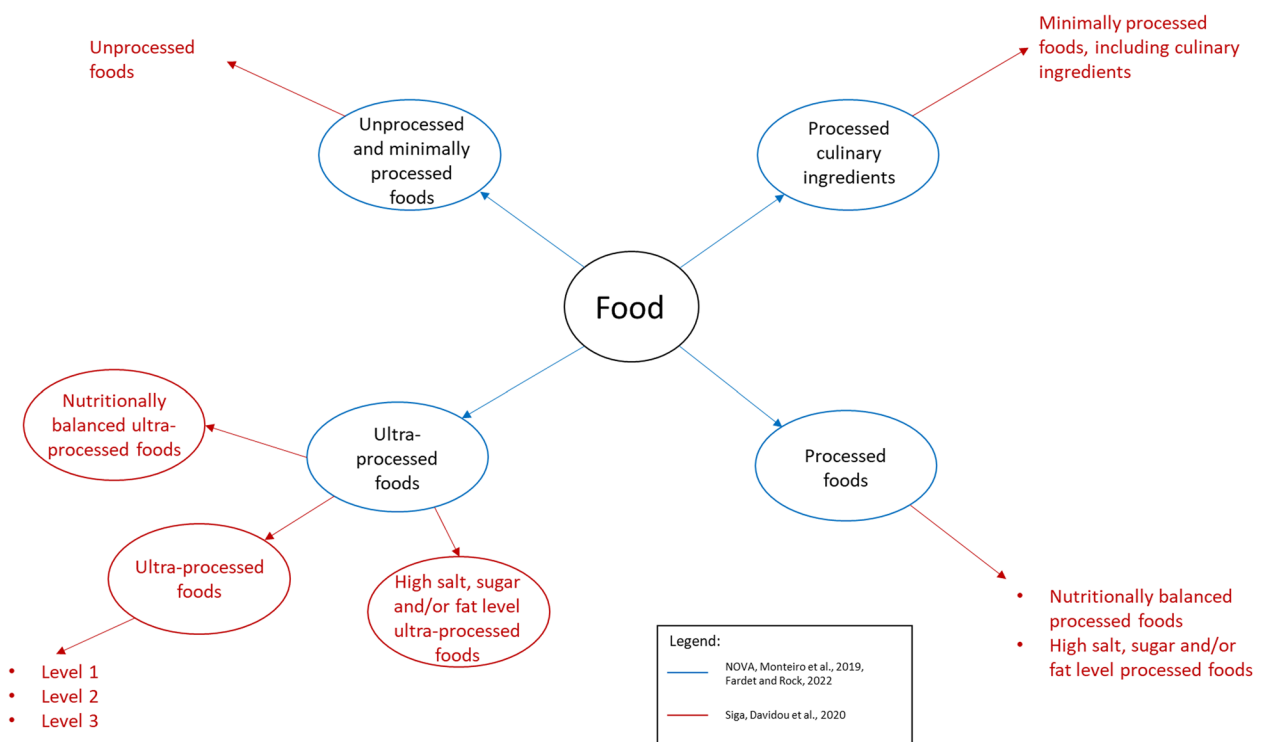 Unprocessed
foods
Minimally processed
foods, including culinary
ingredients
Unprocessed
and minimally
processed
foods
Processed
culinary
ingredients
Food
Nutritionally
balanced ultra-
processed foods
Ultra-
processed
foods
Processed
foods
Ultra-processed
foods
High salt, sugar
and/or fat level
ultra-processed
foods
• Nutritionally balanced
processed foods
• High salt, sugar and/or
fat level processed foods
• Level 1
• Level 2
• Level 3
Legend:
NOVA, Monteiro et al., 2019,
Fardet and Rock, 2022
Siga, Davidou et al., 2020